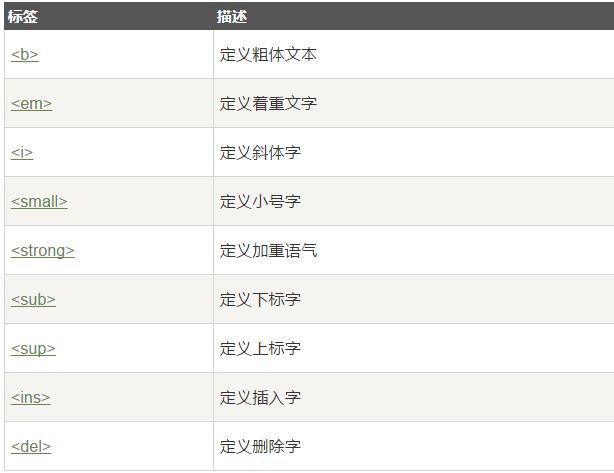 标签 描述
<b> 定义粗体文本
<em> 定义着重文字
<i> 定义斜体字
<small> 定义小号字
<strong> 定义加重语气
<sub> 定义下标字
<sup> 定义上标字
<ins> 定义插入字
<del> 定义删除字